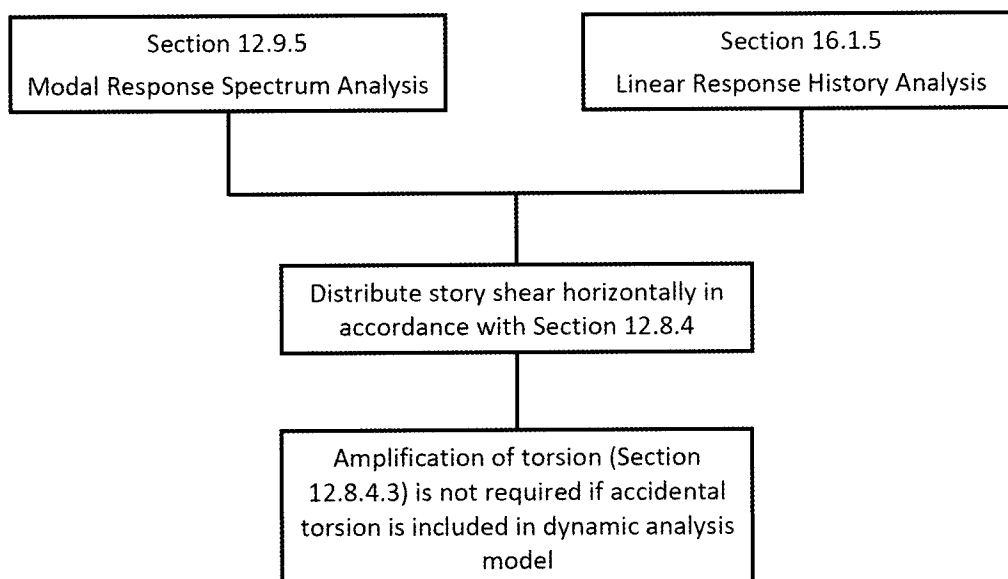 Section 12.9.5
Modal Response Spectrum Analysis
Section 16.1.5
Linear Response History Analysis
Distribute story shear horizontally in
accordance with Section 12.8.4
Amplification of torsion (Section
12.8.4.3) is not required if accidental
torsion is included in dynamic analysis
model